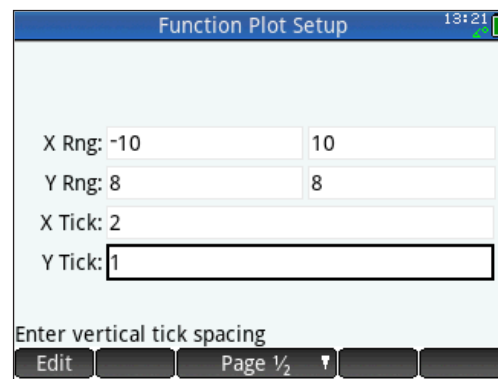 Function Plot Setup 13:21
X Rng: -10 10
Y Rng: 8 8
X Tick: 2
Y Tick: 1
Enter vertical tick spacing
Edit Page ½